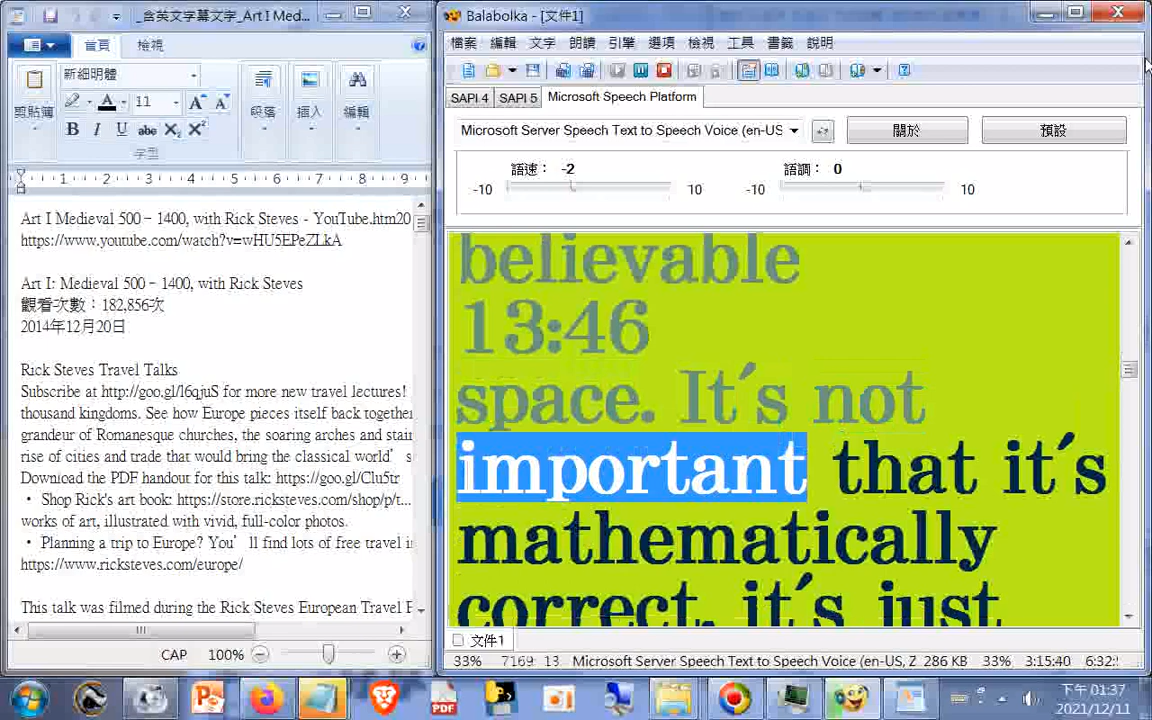 _含英文字幕文字_Art I Med...
首頁
檢視
剪貼簿
新細明體
11
B I U abc X₂ X²
字型
段落
插入
編輯
1 2 3 4 5 6 7 8 9
Art I Medieval 500 – 1400, with Rick Steves - YouTube.htm20
https://www.youtube.com/watch?v=wHU5EPeZLkA
Art I: Medieval 500 – 1400, with Rick Steves
觀看次數：182,856次
2014年12月20日
Rick Steves Travel Talks
Subscribe at http://goo.gl/l6qjuS for more new travel lectures!
thousand kingdoms. See how Europe pieces itself back together
grandeur of Romanesque churches, the soaring arches and stai
rise of cities and trade that would bring the classical world's
Download the PDF handout for this talk: https://goo.gl/Clu5tr
• Shop Rick's art book: https://store.ricksteves.com/shop/p/t...
works of art, illustrated with vivid, full-color photos.
• Planning a trip to Europe? You'll find lots of free travel i
https://www.ricksteves.com/europe/
This talk was filmed during the Rick Steves European Travel F
CAP 100%
Balabolka - [文件1]
檔案 編輯 文字 朗讀 引擎 選項 檢視 工具 書籤 說明
SAPI 4 SAPI 5 Microsoft Speech Platform
Microsoft Server Speech Text to Speech Voice (en-US
關於
預設
語速： -2
-10 10
語調： 0
-10 10
believable
13:46
space. It's not
important that it's
mathematically
correct, it's just
文件1
33% 7169 13 Microsoft Server Speech Text to Speech Voice (en-US, Z 286 KB 33% 3:15:40 6:32:
PDF
下午 01:37
2021/12/11